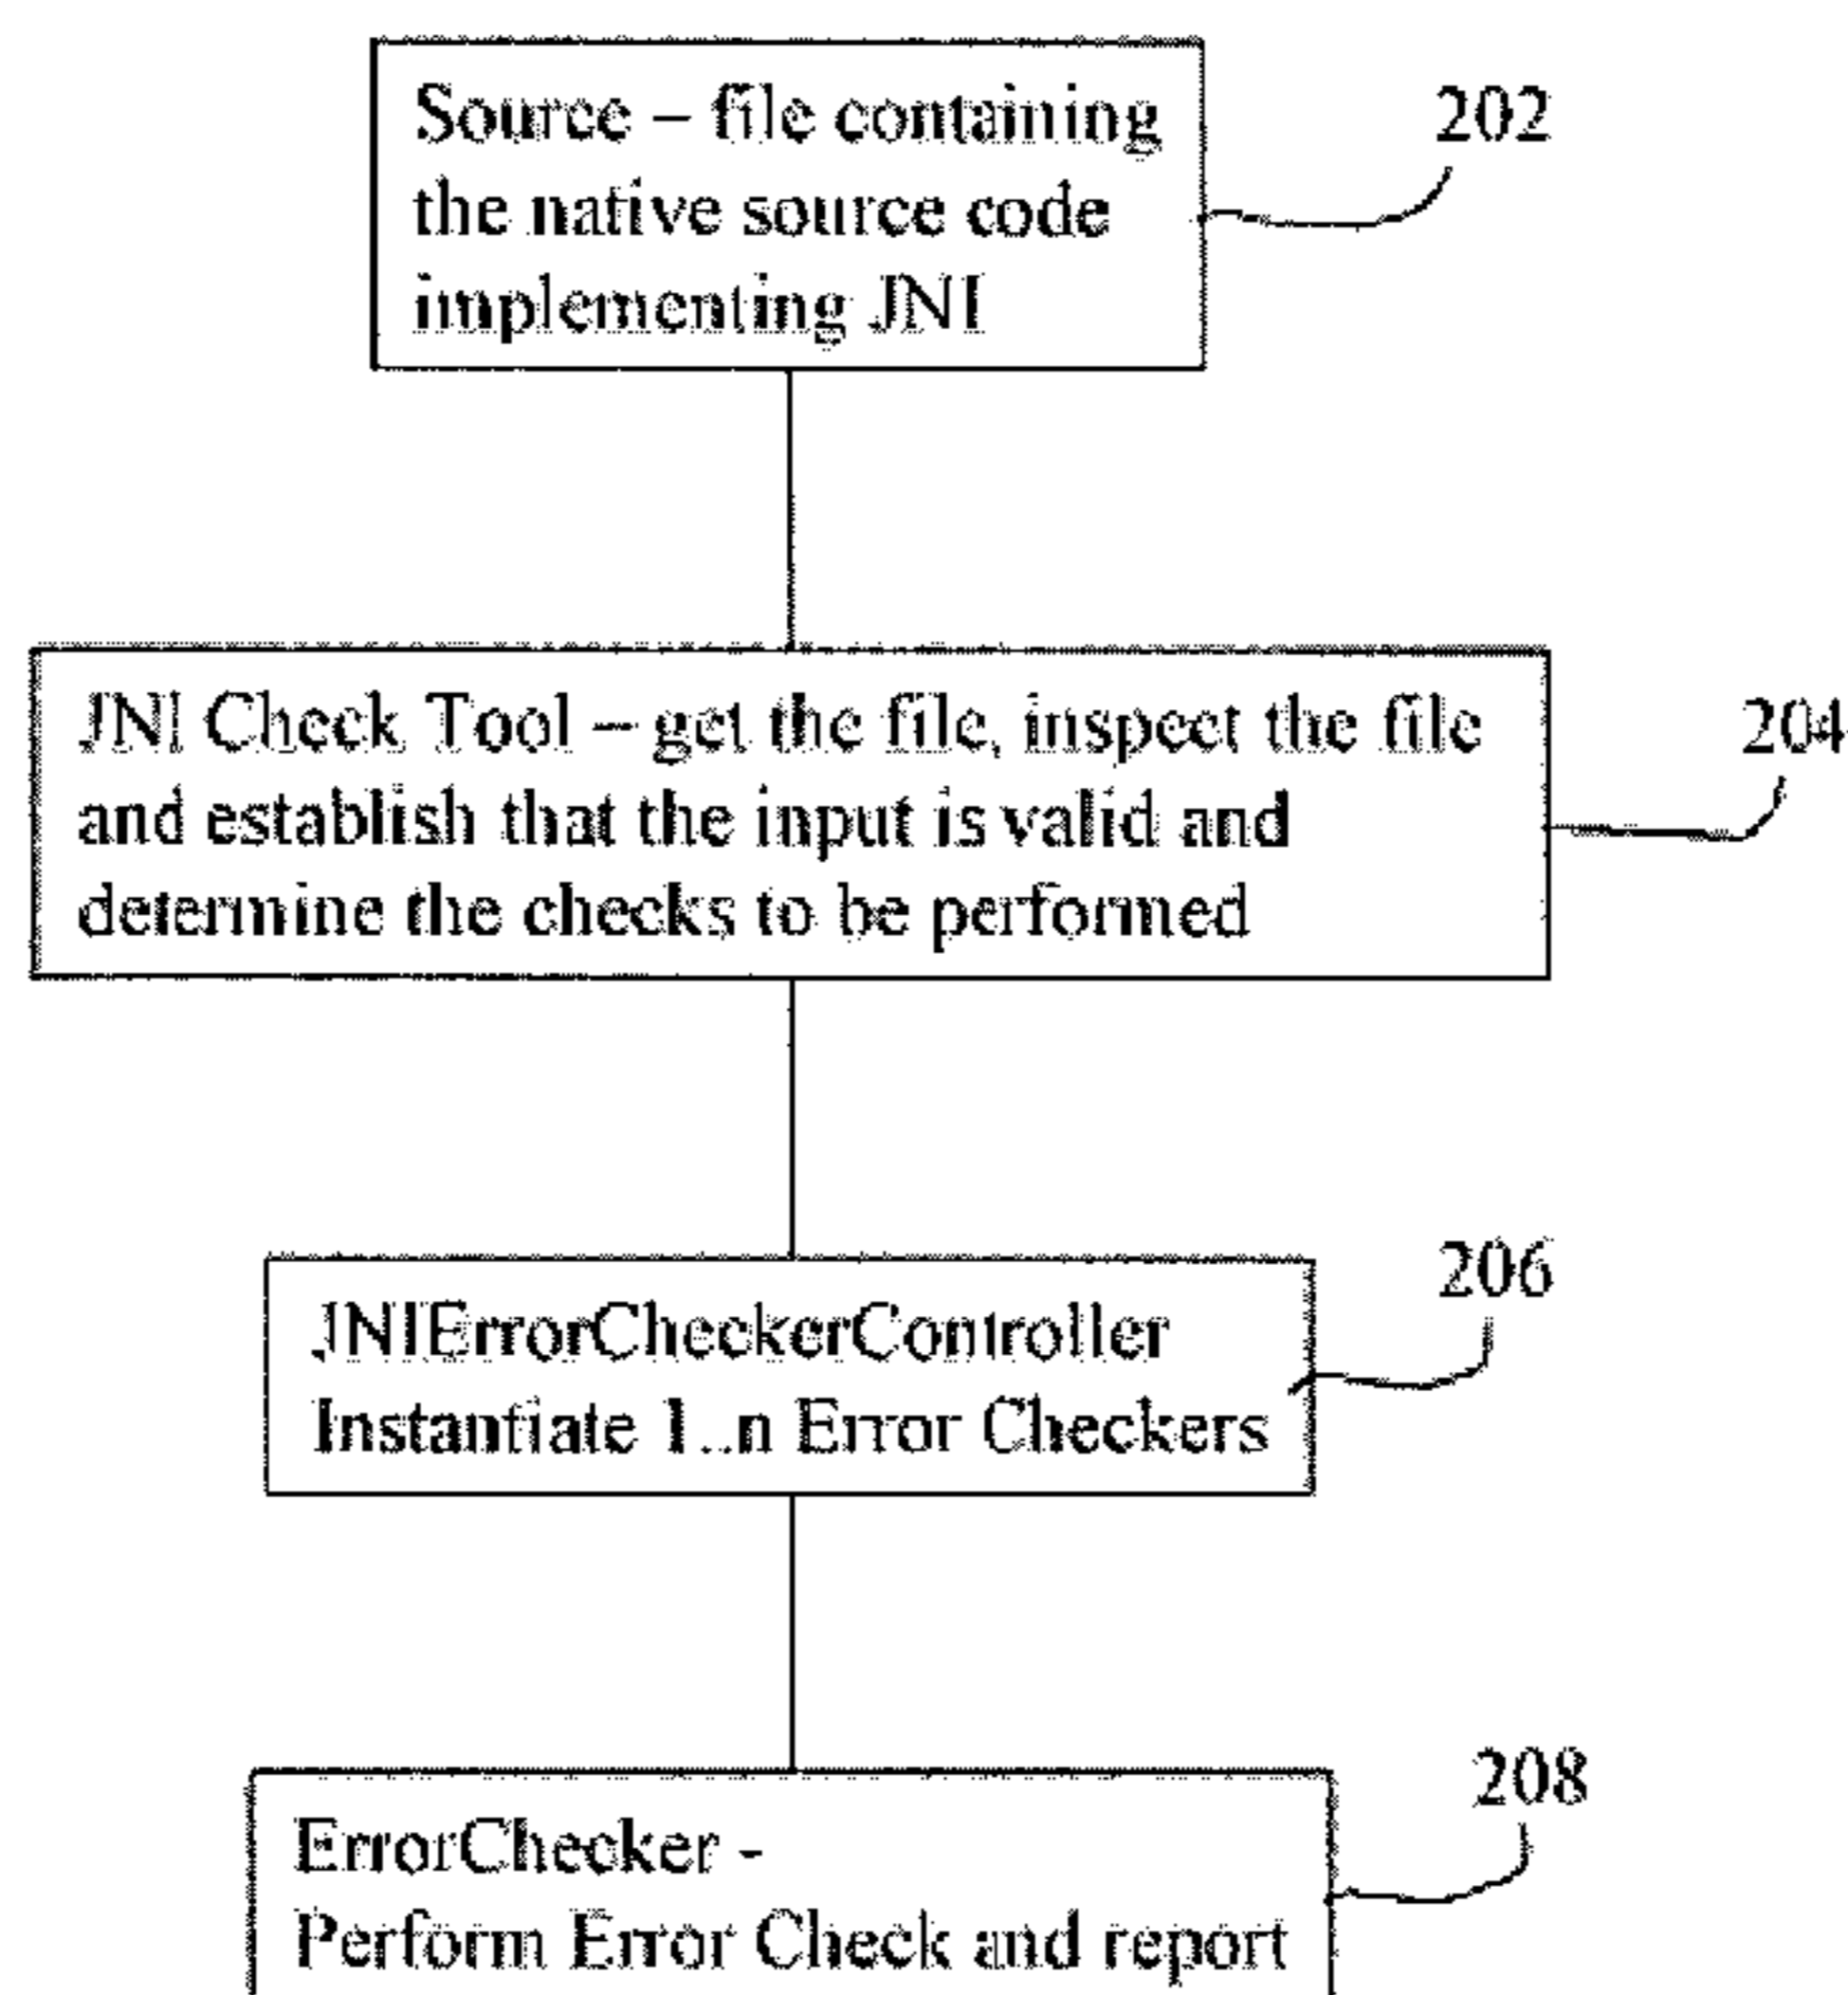 Source – file containing
the native source code
implementing JNI
202
JNI Check Tool – get the file, inspect the file
and establish that the input is valid and
determine the checks to be performed
204
JNIErrorCheckerController
Instantiate 1..n Error Checkers
206
ErrorChecker -
Perform Error Check and report
208